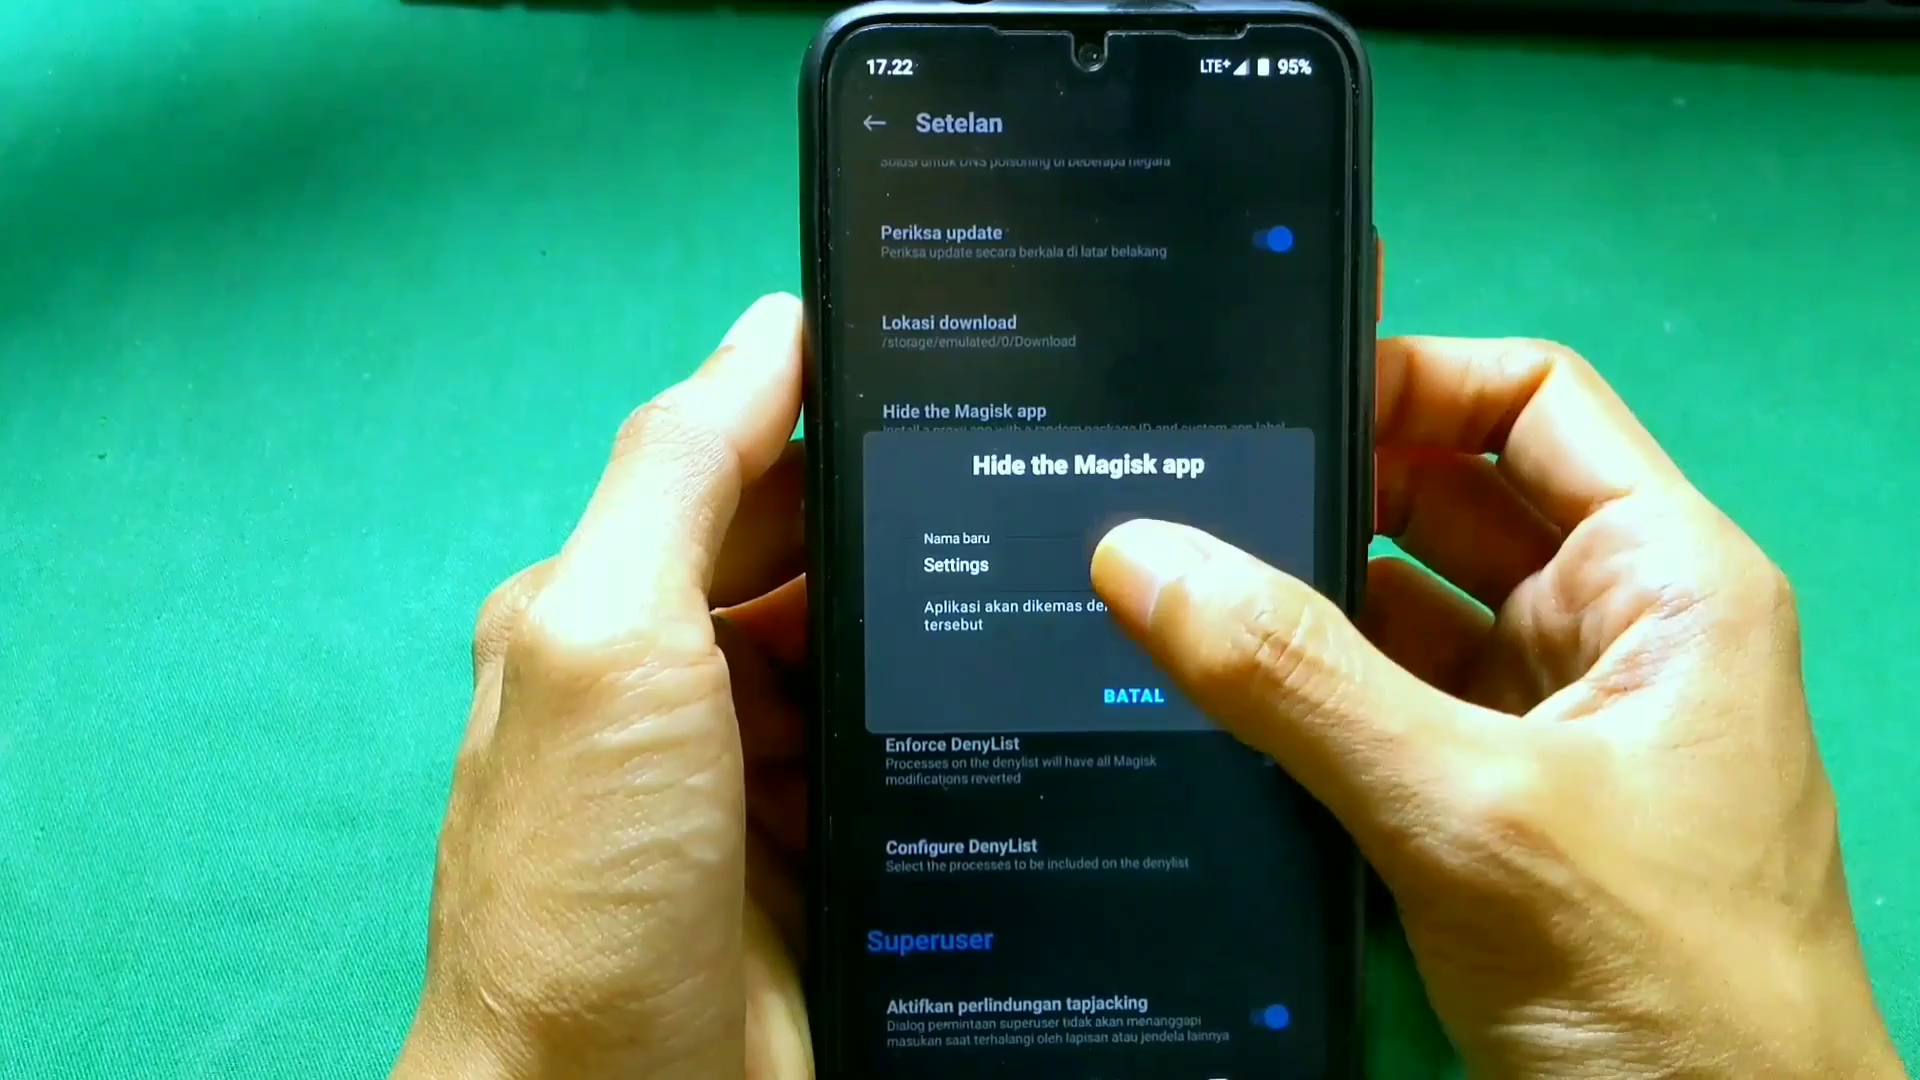 17.22
LTE+ 95%
Setelan
Solusi untuk DNS poisoning di beberapa negara
Periksa update
Periksa update secara berkala di latar belakang
Lokasi download
/storage/emulated/0/Download
Hide the Magisk app
Install a proxy app with a random package ID and custom app label
Hide the Magisk app
Nama baru
Settings
Aplikasi akan dikemas
tersebut
BATAL
Enforce DenyList
Processes on the denylist will have all Magisk
modifications reverted
Configure DenyList
Select the processes to be included on the denylist
Superuser
Aktifkan perlindungan tapjacking
Dialog permintaan superuser tidak akan menanggapi
masukan saat terhalangi oleh lapisan atau jendela lainnya